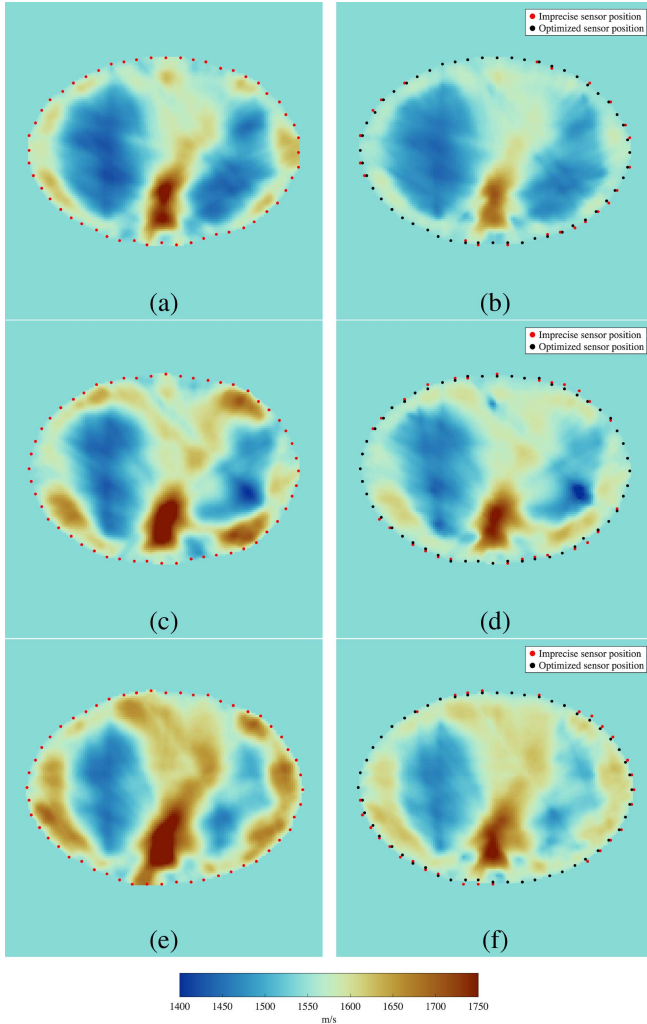 Imprecise sensor position
Optimized sensor position
(a)
(b)
Imprecise sensor position
Optimized sensor position
(c)
(d)
Imprecise sensor position
Optimized sensor position
(e)
(f)
1400 1450 1500 1550 1600 1650 1700 1750
m/s